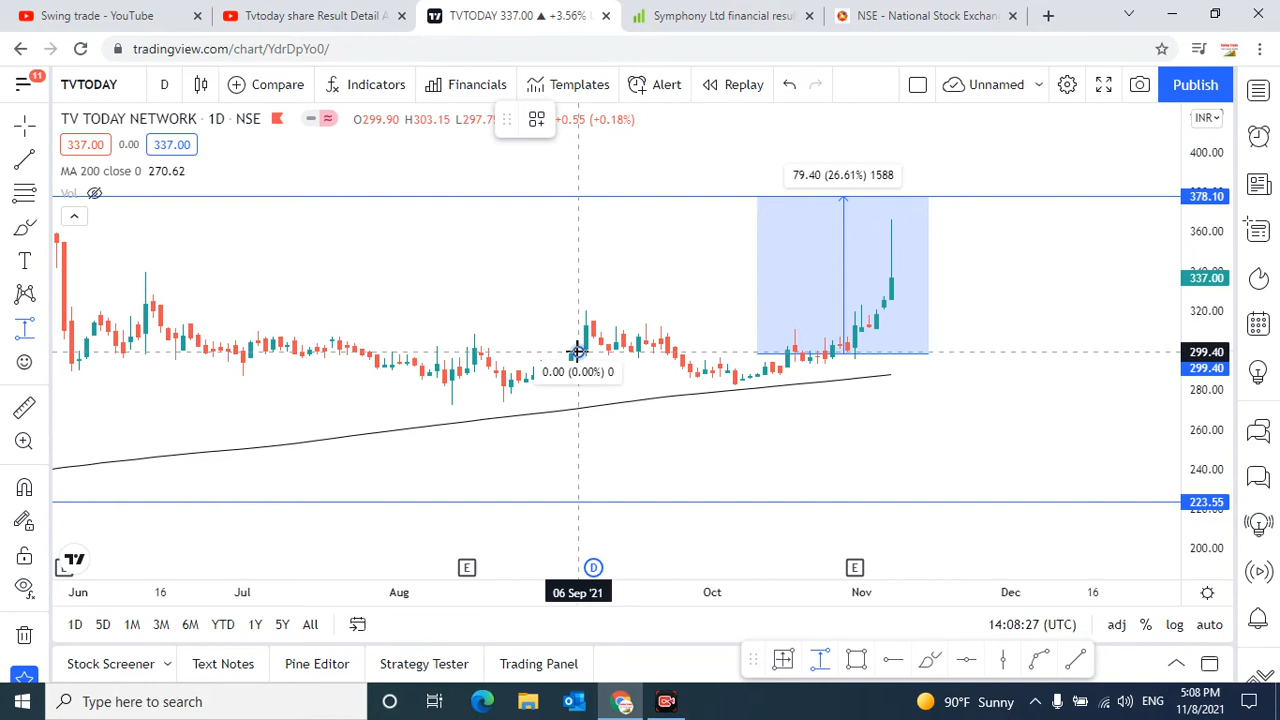 Swing trade - YouTube
Tvtoday share Result Detail A
TVTODAY 337.00 ▲ +3.56%
Symphony Ltd financial result
NSE - National Stock Exchan
tradingview.com/chart/YdrDpYo0/
11
TVTODAY
D
Compare
Indicators
Financials
Templates
Alert
Replay
Unnamed
Publish
TV TODAY NETWORK · 1D · NSE
O299.90 H303.15 L297.75
+0.55 (+0.18%)
INR
337.00
0.00
337.00
MA 200 close 0 270.62
Vol
400.00
79.40 (26.61%) 1588
378.10
360.00
340.00
337.00
320.00
299.40
299.40
0.00 (0.00%) 0
280.00
260.00
240.00
223.55
220.00
200.00
E
D
E
Jun
16
Jul
Aug
06 Sep '21
Oct
Nov
Dec
16
1D
5D
1M
3M
6M
YTD
1Y
5Y
All
14:08:27 (UTC)
adj
%
log
auto
Stock Screener
Text Notes
Pine Editor
Strategy Tester
Trading Panel
Type here to search
90°F Sunny
ENG
5:08 PM
11/8/2021